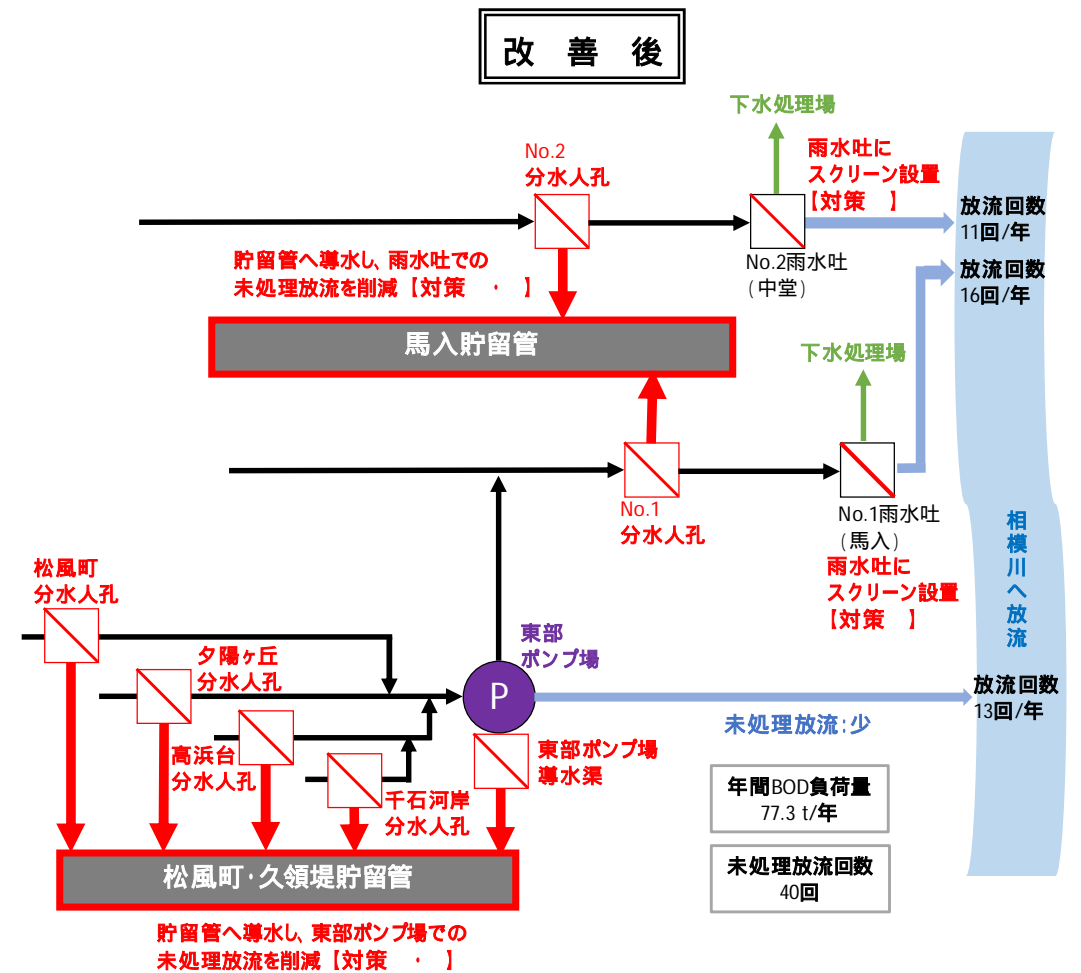 改 善 後
下水処理場
No.2
分水人孔
雨水吐に
スクリーン設置
【対策　】
放流回数
11回/年
貯留管へ導水し、雨水吐での
未処理放流を削減【対策　・　】
No.2雨水吐
(中堂)
放流回数
16回/年
馬入貯留管
下水処理場
No.1
分水人孔
No.1雨水吐
(馬入)
雨水吐に
スクリーン設置
【対策　】
相模川へ放流
松風町
分水人孔
夕陽ヶ丘
分水人孔
東部
ポンプ場
P
放流回数
13回/年
未処理放流:少
高浜台
分水人孔
千石河岸
分水人孔
東部ポンプ場
導水渠
年間BOD負荷量
77.3 t/年
松風町・久領堤貯留管
未処理放流回数
40回
貯留管へ導水し、東部ポンプ場での
未処理放流を削減【対策　・　】